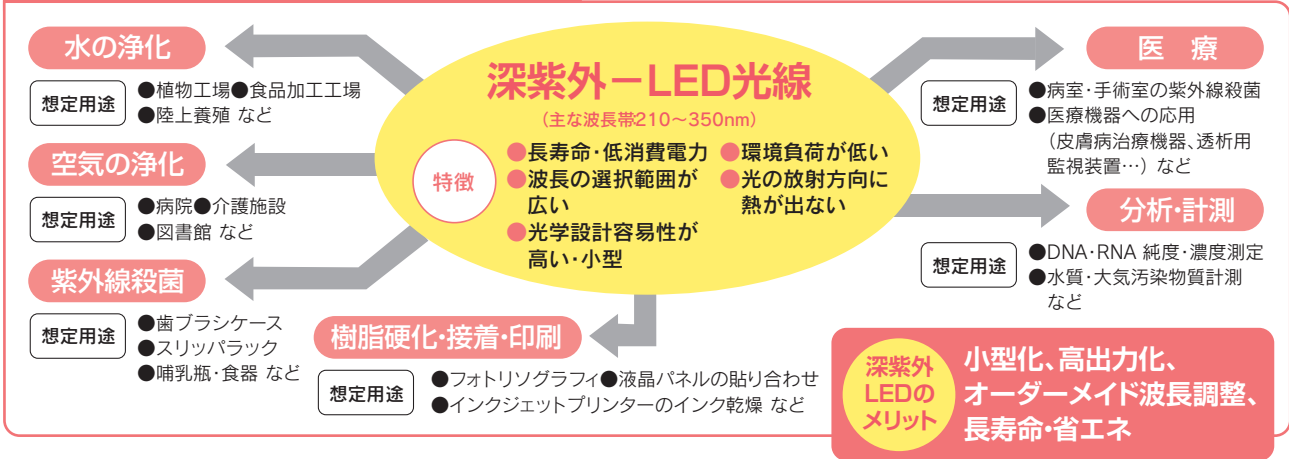 深紫外－LED光線
(主な波長帯210～350nm)
特徴
●長寿命・低消費電力
●波長の選択範囲が
広い
●光学設計容易性が
高い・小型
●環境負荷が低い
●光の放射方向に
熱が出ない
水の浄化
想定用途
●植物工場●食品加工工場
●陸上養殖 など
空気の浄化
想定用途
●病院●介護施設
●図書館 など
紫外線殺菌
想定用途
●歯ブラシケース
●スリッパラック
●哺乳瓶・食器 など
樹脂硬化・接着・印刷
想定用途
●フォトリソグラフィ●液晶パネルの貼り合わせ
●インクジェットプリンターのインク乾燥 など
医 療
想定用途
●病室・手術室の紫外線殺菌
●医療機器への応用
（皮膚病治療機器、透析用
監視装置…）など
分析・計測
想定用途
●DNA・RNA 純度・濃度測定
●水質・大気汚染物質計測
など
深紫外
LEDの
メリット
小型化、高出力化、
オーダーメイド波長調整、
長寿命・省エネ